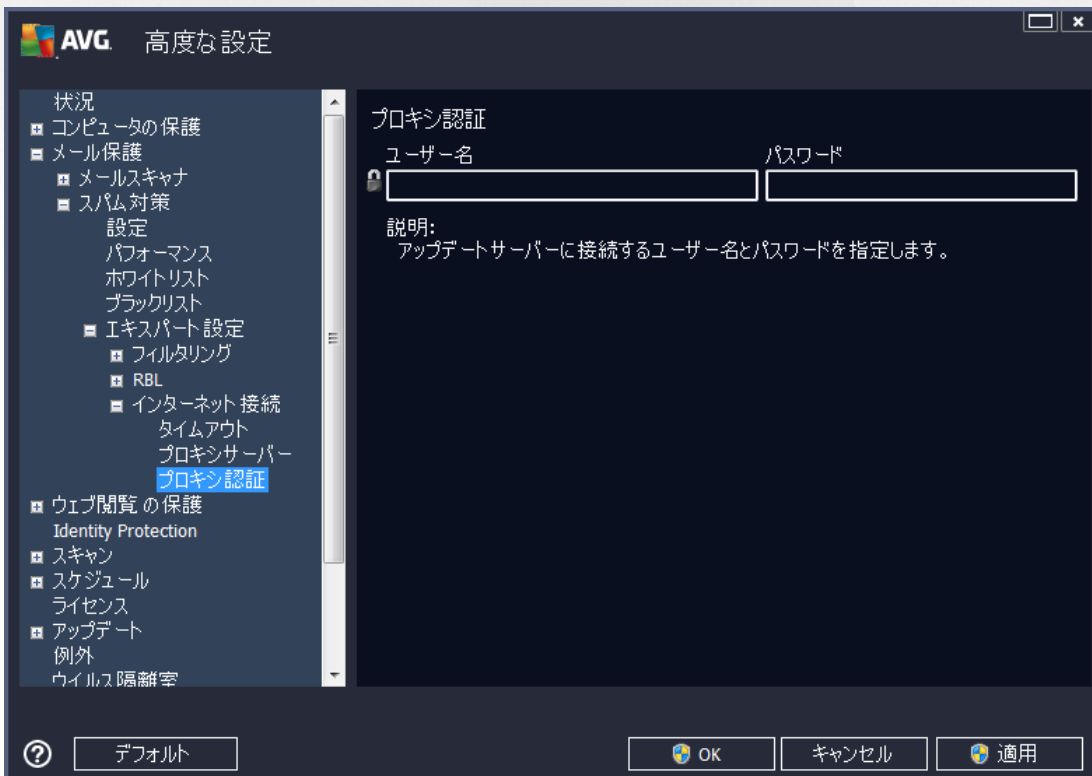 AVG. 高度な設定
状況
コンピュータの保護
メール保護
メールスキャナ
スパム対策
設定
パフォーマンス
ホワイトリスト
ブラックリスト
エキスパート設定
フィルタリング
RBL
インターネット接続
タイムアウト
プロキシサーバー
プロキシ認証
ウェブ閲覧の保護
Identity Protection
スキャン
スケジュール
ライセンス
アップデート
例外
ウイルス隔離室
プロキシ認証
ユーザー名 パスワード
説明:
アップデートサーバーに接続するユーザー名とパスワードを指定します。
デフォルト OK キャンセル 適用